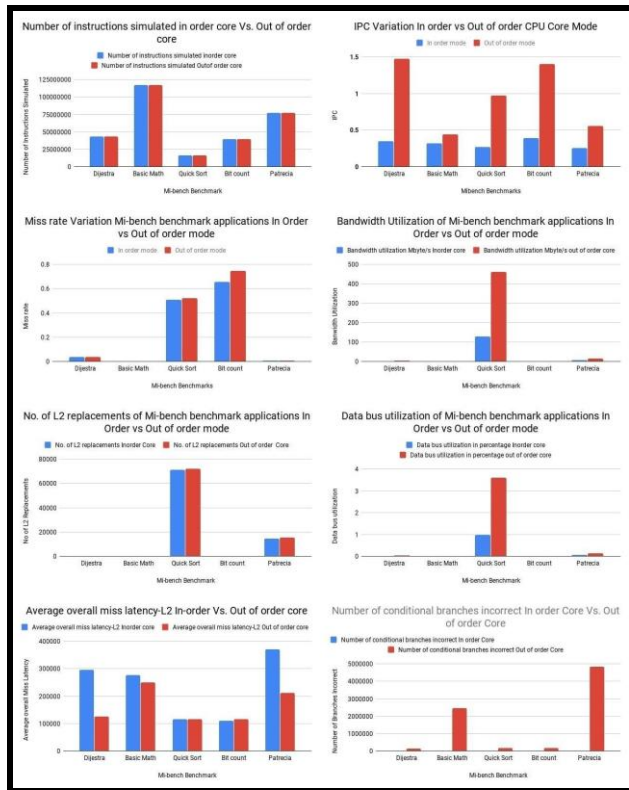 Number of instructions simulated in order core Vs. Out of order
core
Number of instructions simulated inorder core
Number of instructions simulated Outof order core
Number of Instructions Simulated
125000000
100000000
75000000
50000000
25000000
0
Dijestra Basic Math Quick Sort Bit count Patrecia
Mi-bench Benchmark
IPC Variation In order vs Out of order CPU Core Mode
In order mode Out of order mode
IPC
1.5
1
0.5
0
Dijestra Basic Math Quick Sort Bit count Patrecia
Mi-bench Benchmarks
Miss rate Variation Mi-bench benchmark applications In Order
vs Out of order mode
In order mode Out of order mode
Miss rate
0.8
0.6
0.4
0.2
0
Dijestra Basic Math Quick Sort Bit count Patrecia
Mi-bench Benchmarks
Bandwidth Utilization of Mi-bench benchmark applications In
Order vs Out of order mode
Bandwidth utilization Mbyte/s Inorder core Bandwidth utilization Mbyte/s out of order core
Banwidth Utilization
500
400
300
200
100
0
Dijestra Basic Math Quick Sort Bit count Patrecia
Mi-bench Benchmarks
No. of L2 replacements of Mi-bench benchmark applications In
Order vs Out of order mode
No. of L2 replacements Inorder Core No. of L2 replacements Out of order Core
No of L2 Replacements
80000
60000
40000
20000
0
Dijestra Basic Math Quick Sort Bit count Patrecia
Mi-bench Benchmark
Data bus utilization of Mi-bench benchmark applications In
Order vs Out of order mode
Data bus utilization in percentage Inorder core
Data bus utilization in percentage out of order core
Data bus utilization
4
3
2
1
0
Dijestra Basic Math Quick Sort Bit count Patrecia
Mi-bench Benchmark
Average overall miss latency-L2 In-order Vs. Out of order core
Average overall miss latency-L2 Inorder core Average overall miss latency-L2 Out of order core
Average overall Miss Latency
400000
300000
200000
100000
0
Dijestra Basic Math Quick Sort Bit count Patrecia
Mi-bench Benchmark
Number of conditional branches incorrect In order Core Vs. Out
of order Core
Number of conditional branches incorrect In order Core
Number of conditional branches incorrect Out of order Core
Number of Branches Incorrect
5000000
4000000
3000000
2000000
1000000
0
Dijestra Basic Math Quick Sort Bit count Patrecia
Mi-bench Benchmark